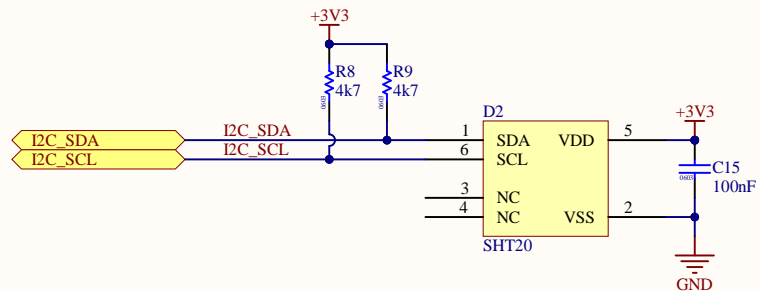 +3V3
R8
4k7
0603
R9
4k7
0603
D2
+3V3
I2C_SDA
I2C_SDA
1
SDA
VDD
5
I2C_SCL
I2C_SCL
6
SCL
C15
0603
100nF
3
NC
4
NC
VSS
2
SHT20
GND